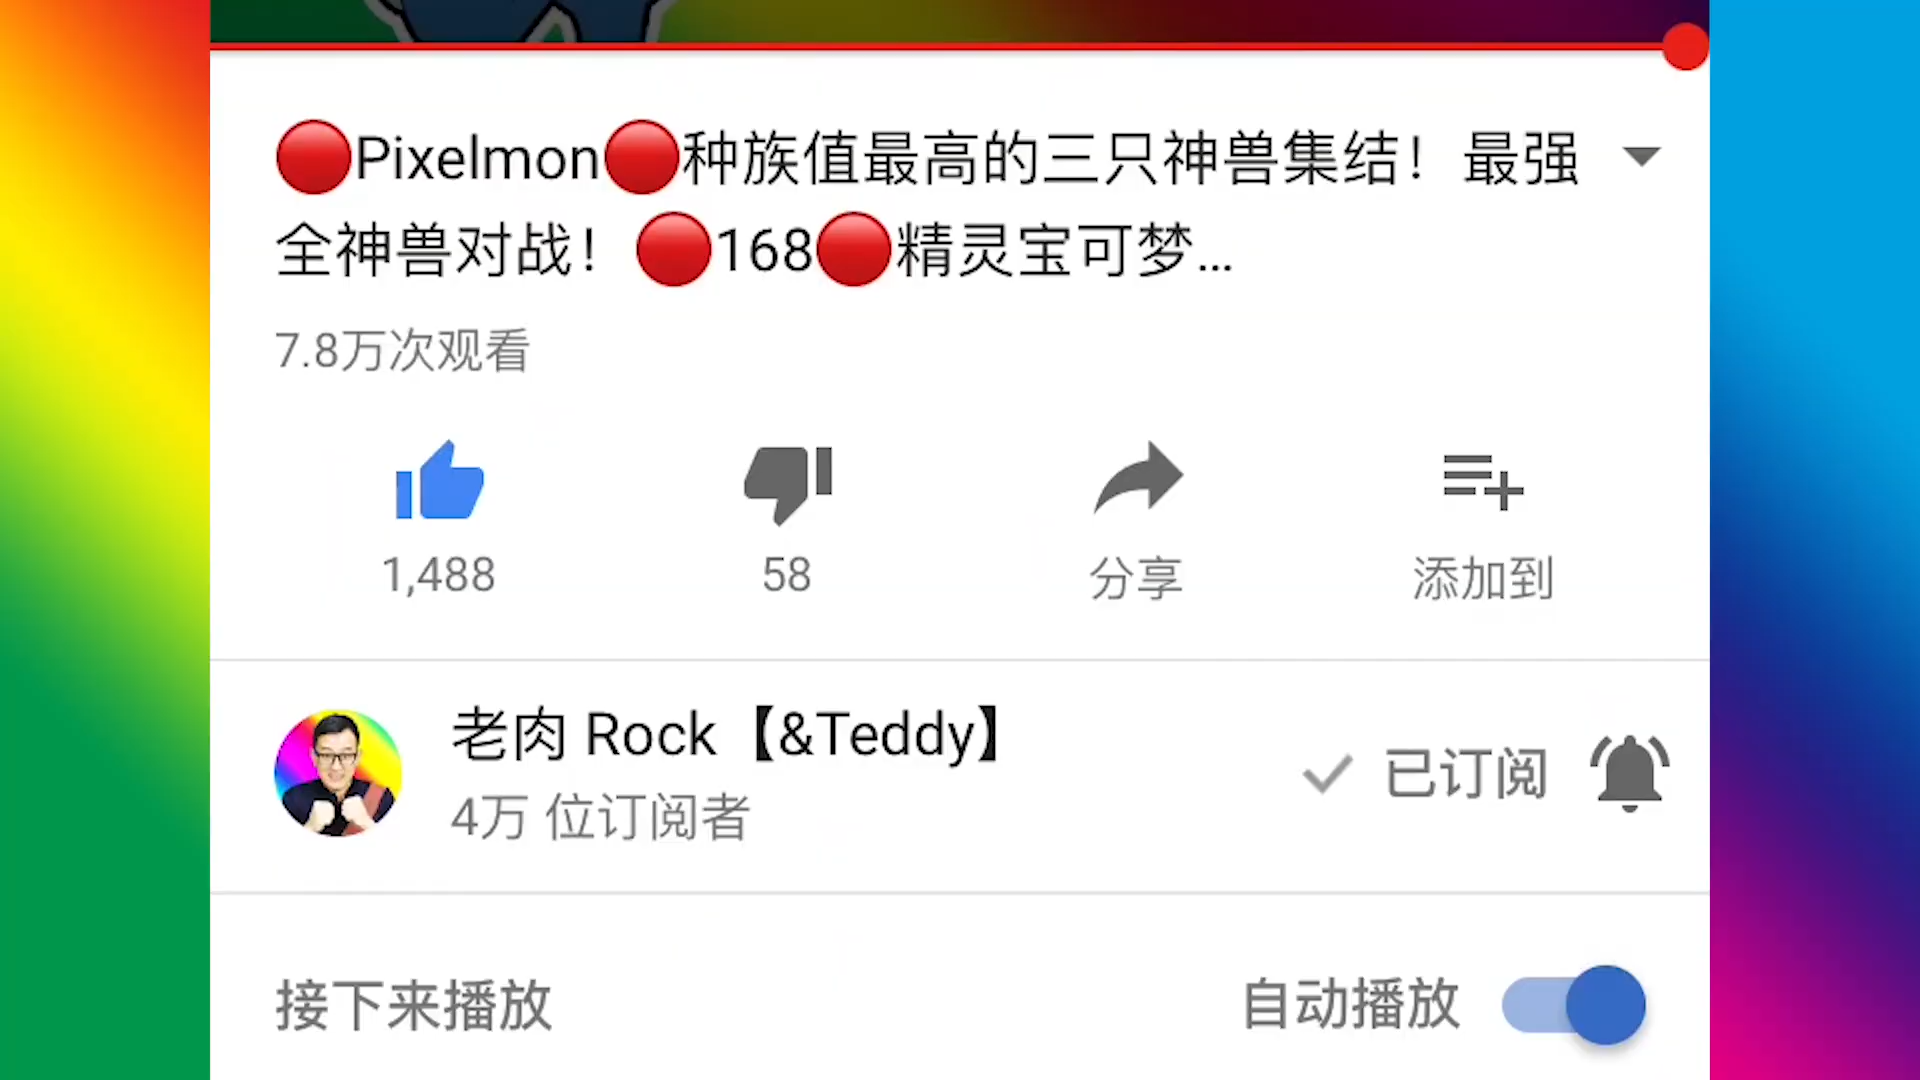 🔴Pixelmon🔴种族值最高的三只神兽集结！最强
全神兽对战！🔴168🔴精灵宝可梦...
7.8万次观看
1,488
58
分享
添加到
老肉 Rock【&Teddy】
已订阅
4万 位订阅者
接下来播放
自动播放